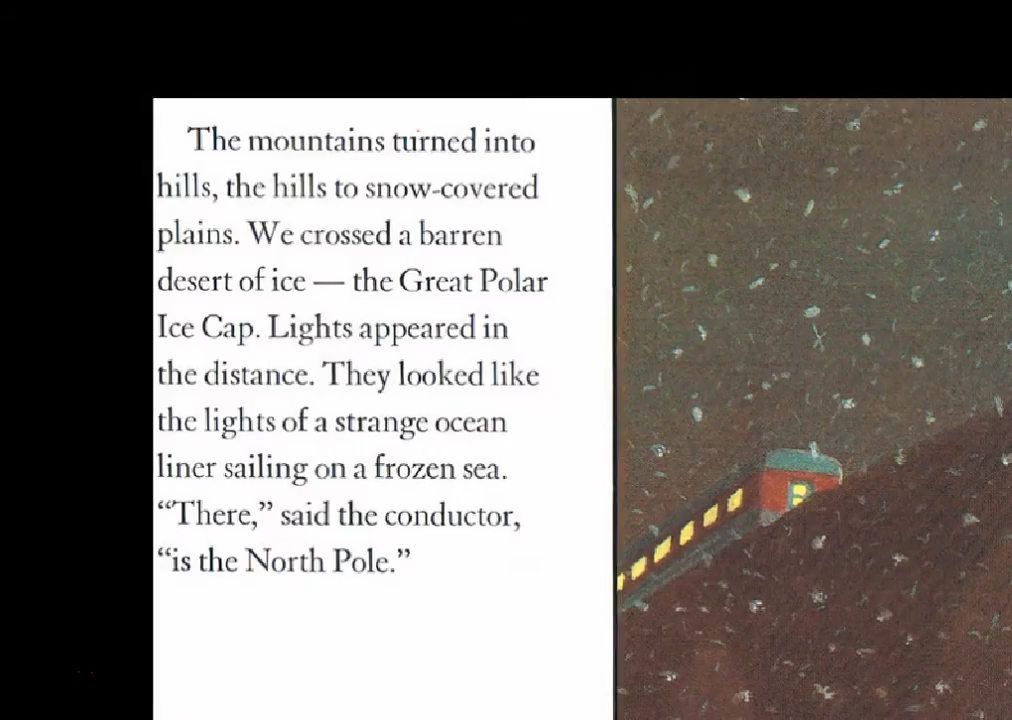 The mountains turned into
hills, the hills to snow-covered
plains. We crossed a barren
desert of ice — the Great Polar
Ice Cap. Lights appeared in
the distance. They looked like
the lights of a strange ocean
liner sailing on a frozen sea.
“There,” said the conductor,
“is the North Pole.”